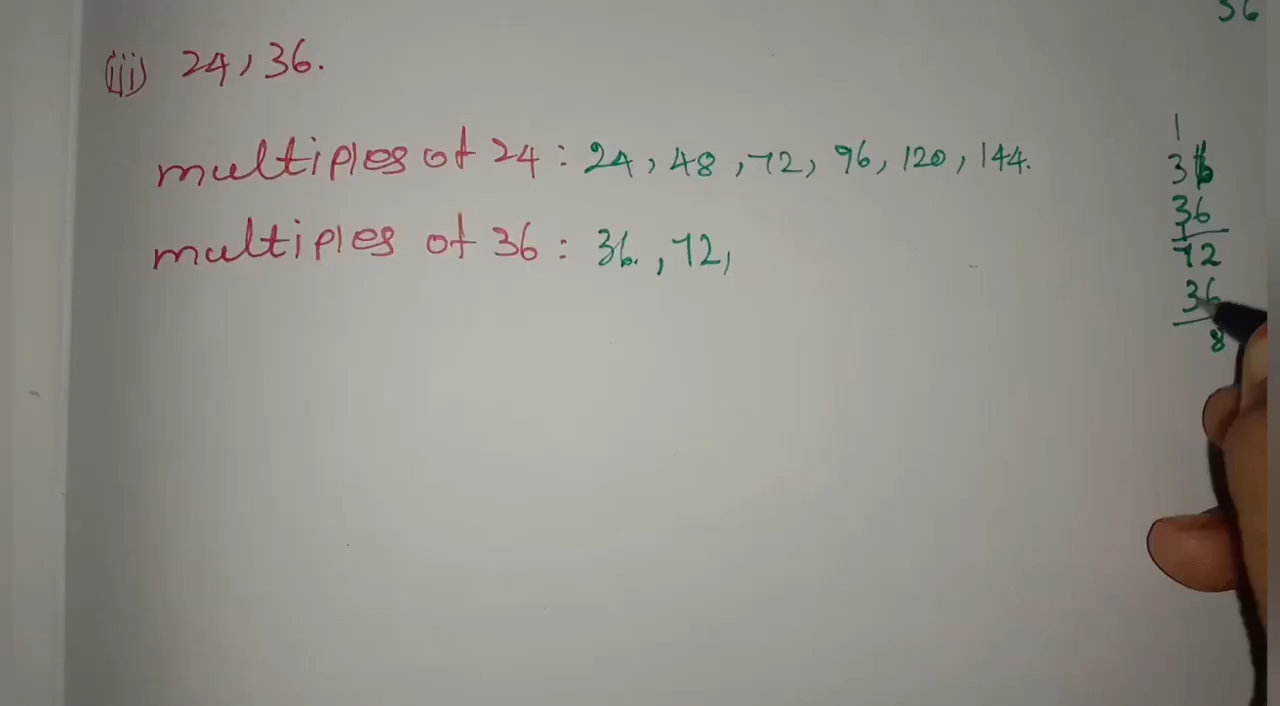 36
(iii) 24, 36.
multiples of 24 : 24, 48, 72, 96, 120, 144.
multiples of 36 : 36, 72,
1
36
36
72
36
8